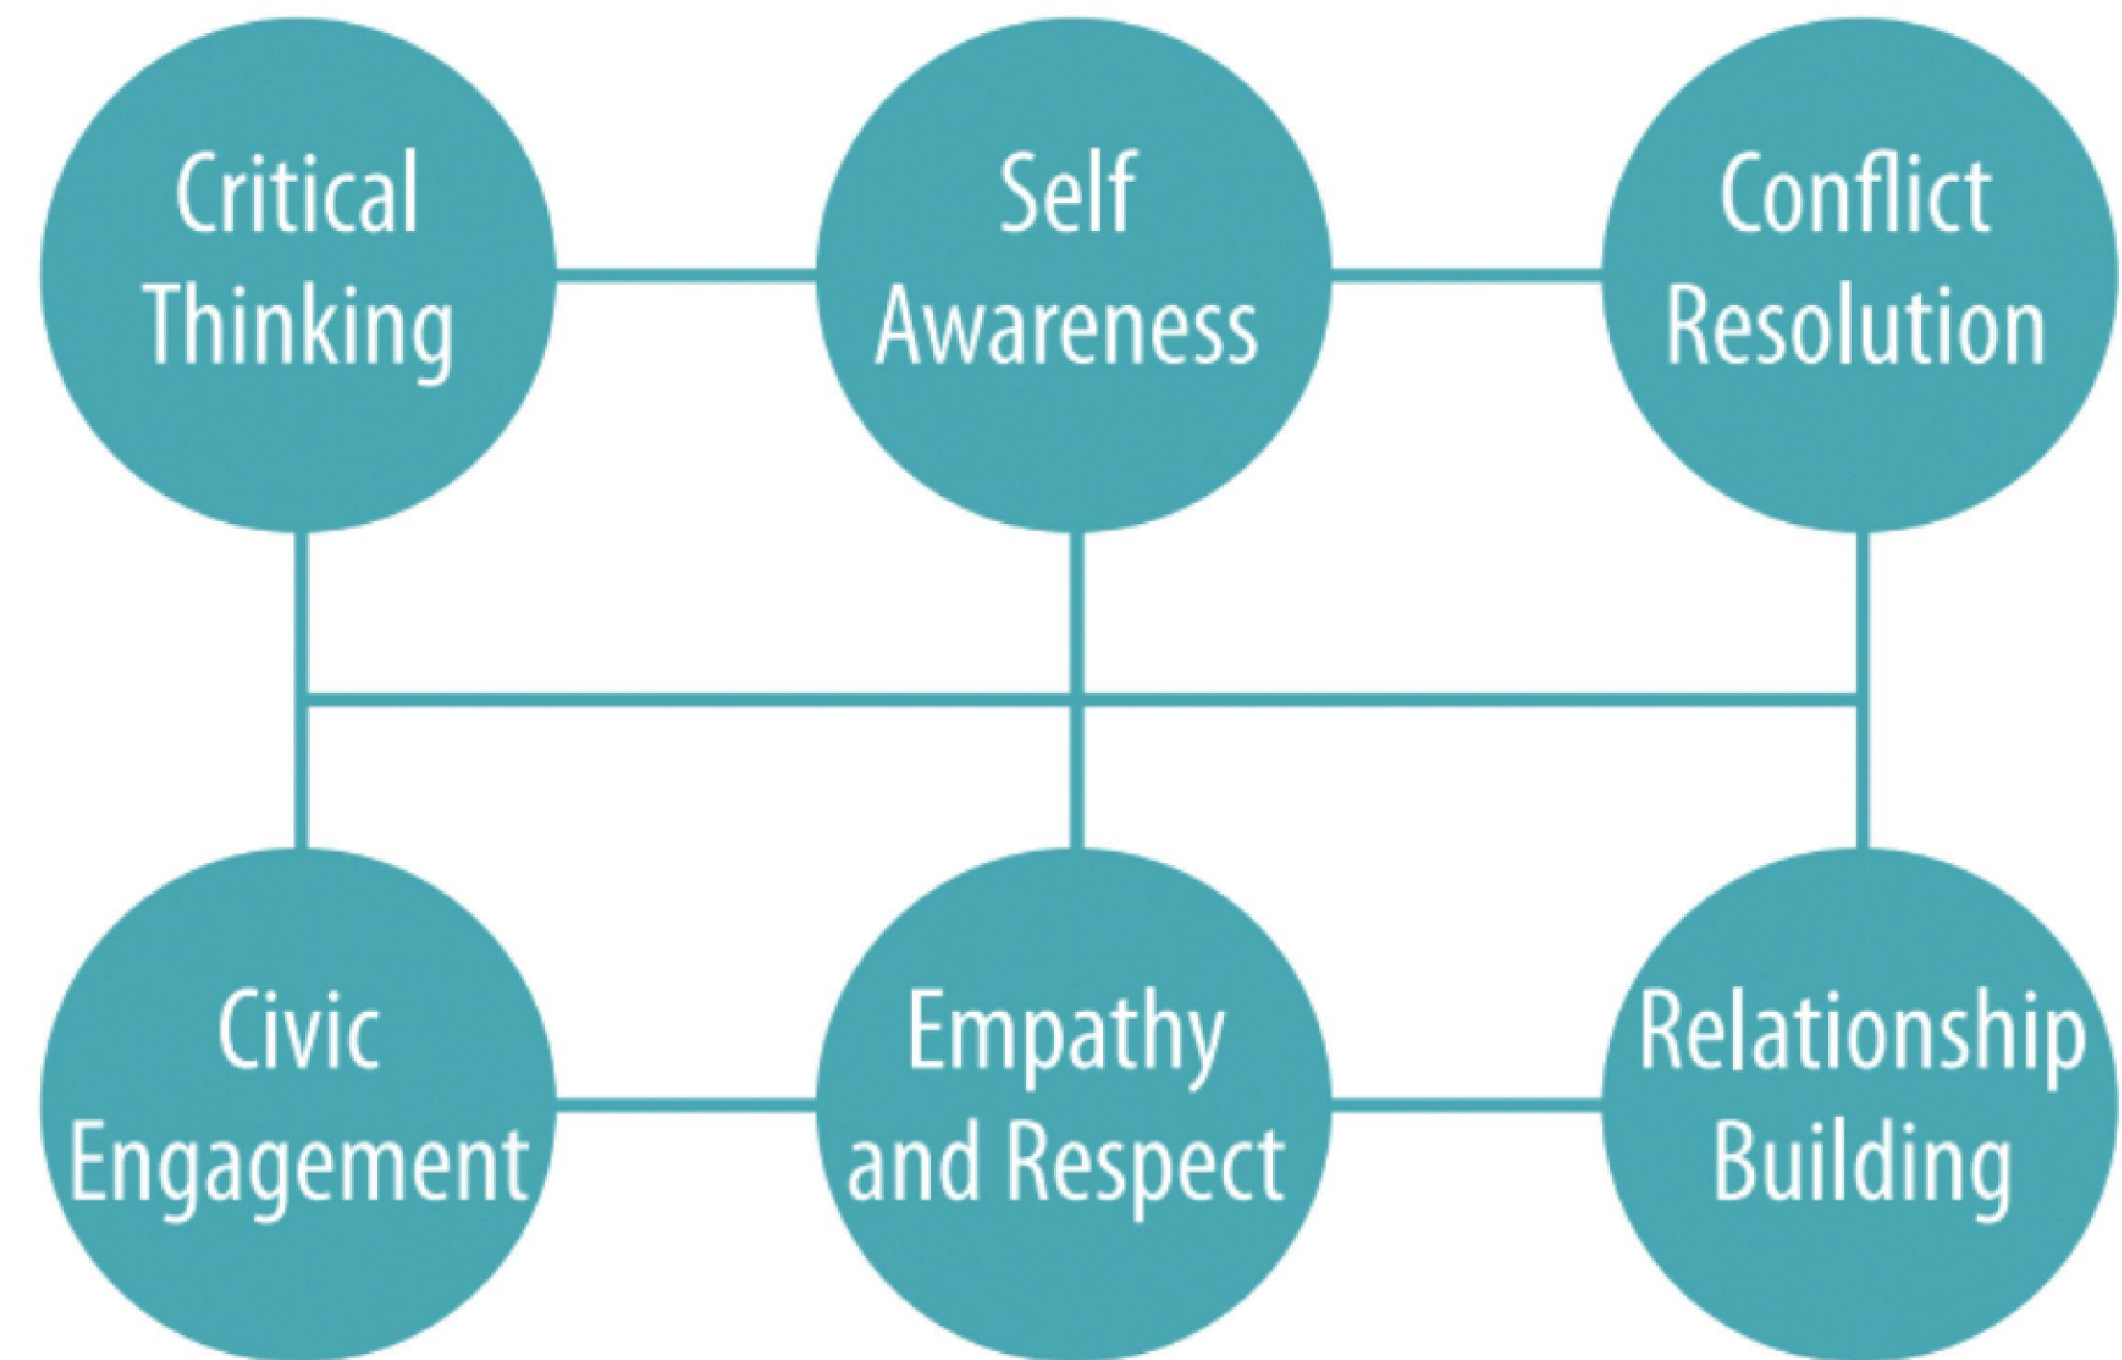 Critical
Thinking
Self
Awareness
Conflict
Resolution
Civic
Engagement
Empathy
and Respect
Relationship
Building